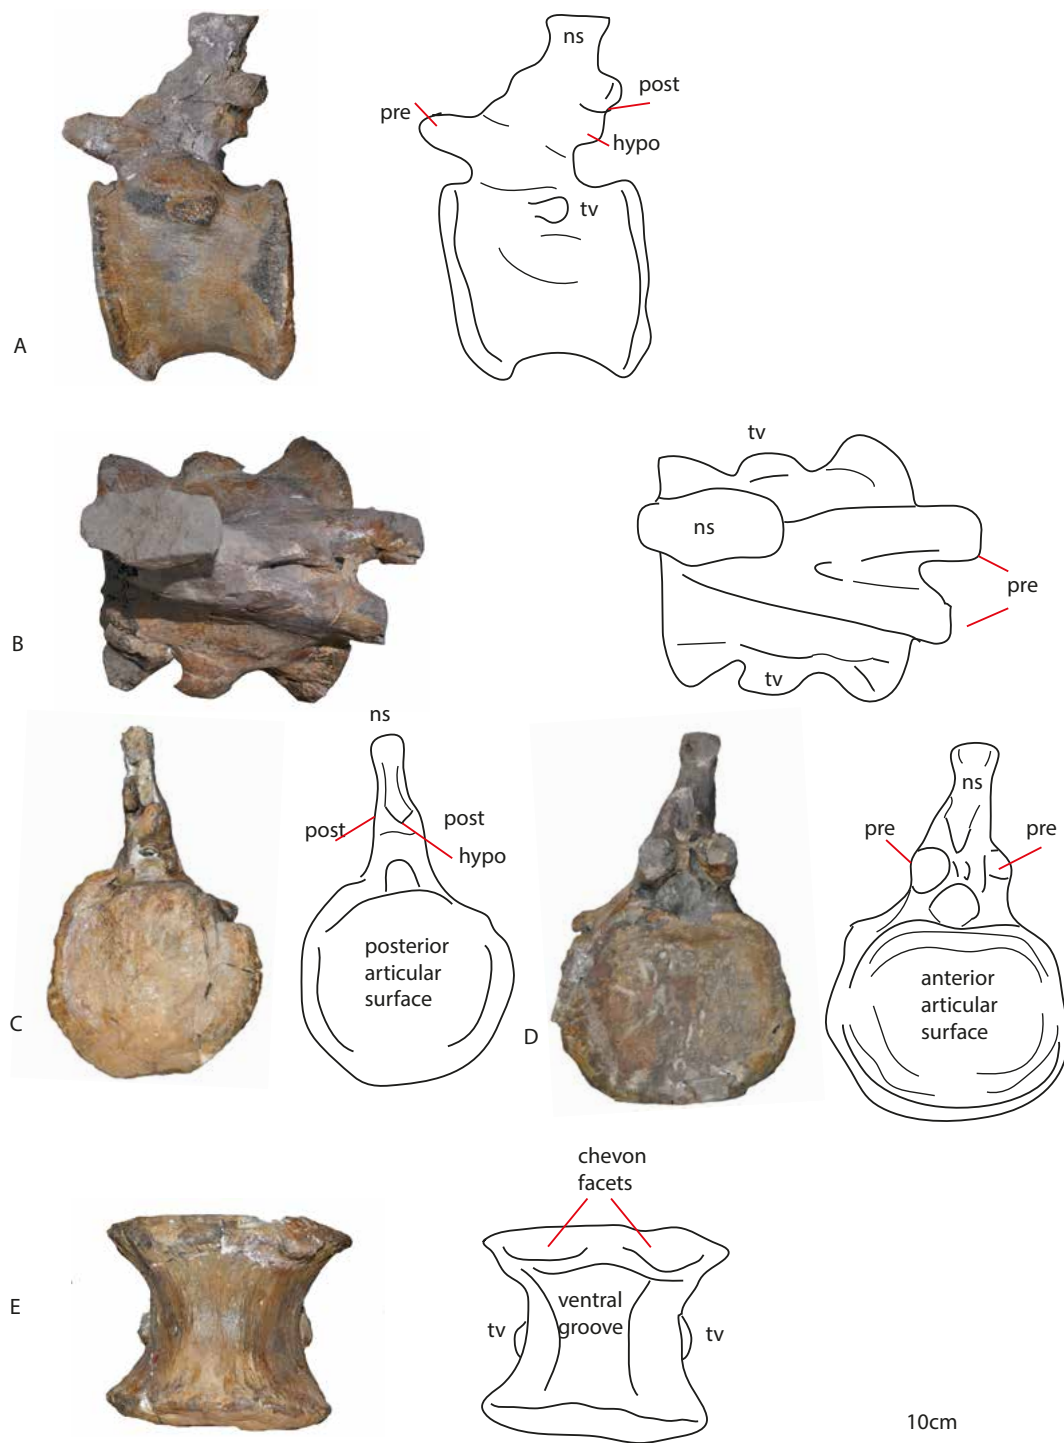 ns
post
pre
hypo
tv
A
tv
ns
pre
B
tv
ns
post
post
hypo
posterior
articular
surface
C
ns
pre
pre
anterior
articular
surface
D
chevon
facets
ventral
groove
tv
tv
E
10cm